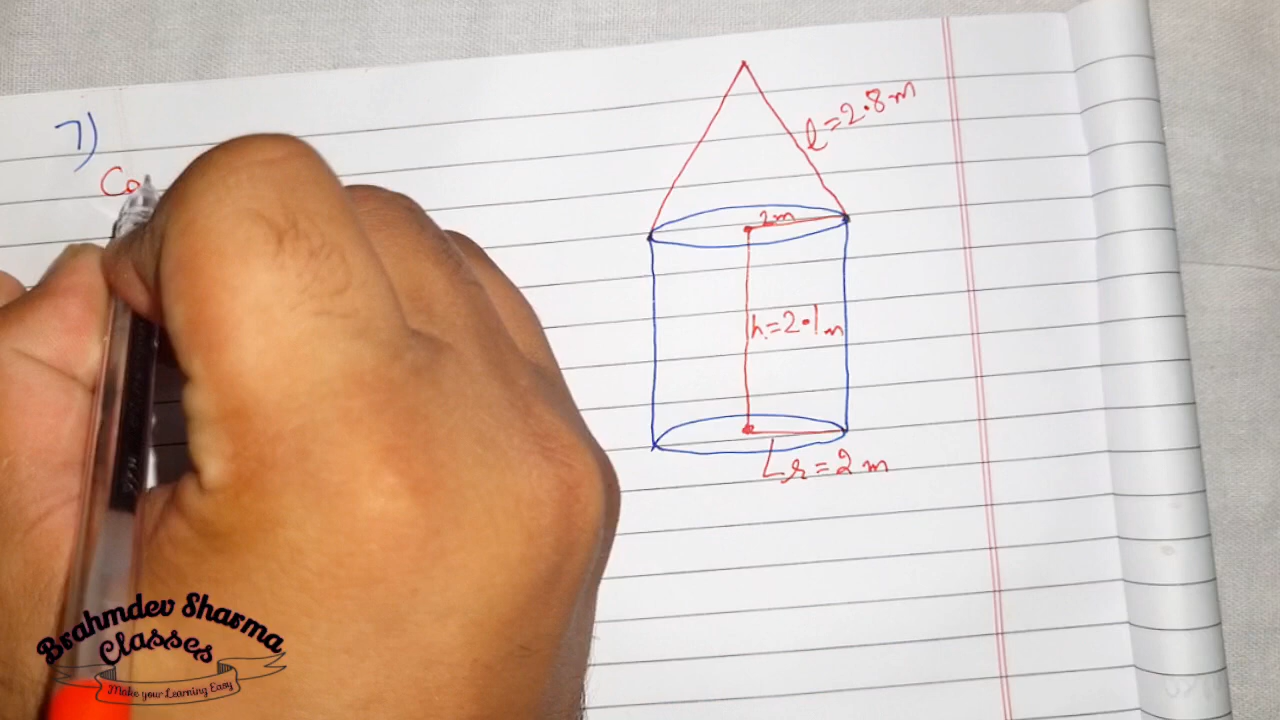 7)
Co
l=2.8m
2m
h=2.1m
r=2m
Brahmdev Sharma
Classes
Make your Learning Easy